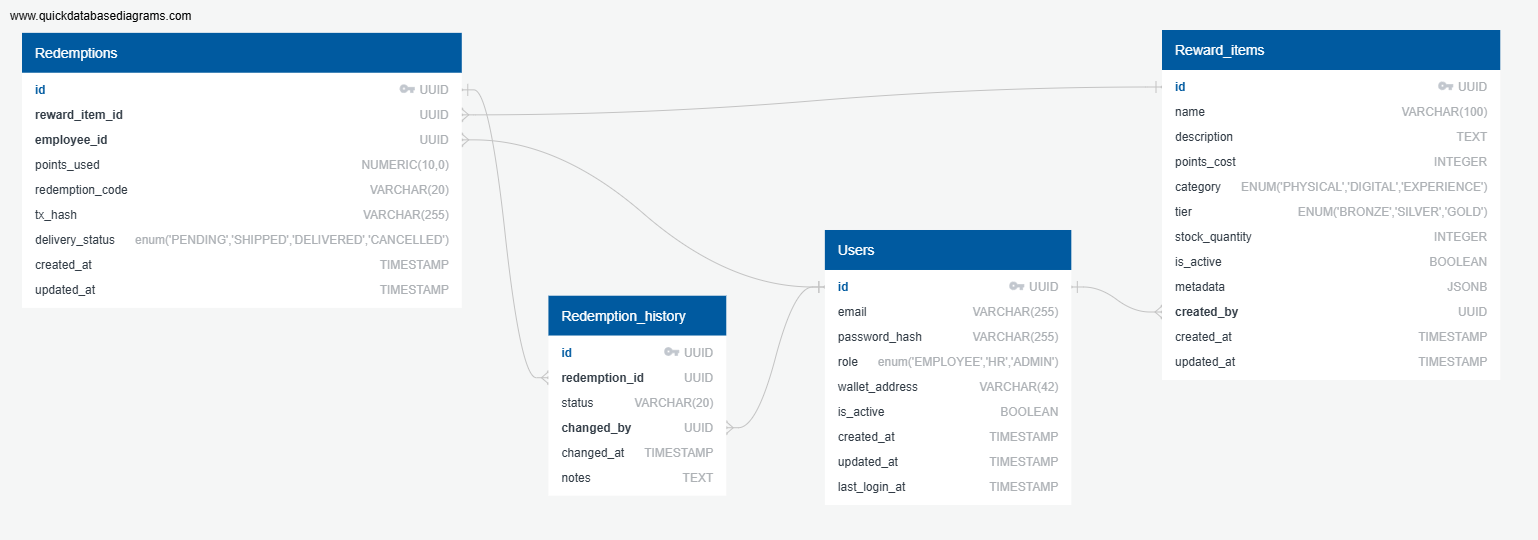 www.quickdatabasediagrams.com
Redemptions
id UUID
reward_item_id UUID
employee_id UUID
points_used NUMERIC(10,0)
redemption_code VARCHAR(20)
tx_hash VARCHAR(255)
delivery_status enum('PENDING','SHIPPED','DELIVERED','CANCELLED')
created_at TIMESTAMP
updated_at TIMESTAMP
Redemption_history
id UUID
redemption_id UUID
status VARCHAR(20)
changed_by UUID
changed_at TIMESTAMP
notes TEXT
Users
id UUID
email VARCHAR(255)
password_hash VARCHAR(255)
role enum('EMPLOYEE','HR','ADMIN')
wallet_address VARCHAR(42)
is_active BOOLEAN
created_at TIMESTAMP
updated_at TIMESTAMP
last_login_at TIMESTAMP
Reward_items
id UUID
name VARCHAR(100)
description TEXT
points_cost INTEGER
category ENUM('PHYSICAL','DIGITAL','EXPERIENCE')
tier ENUM('BRONZE','SILVER','GOLD')
stock_quantity INTEGER
is_active BOOLEAN
metadata JSONB
created_by UUID
created_at TIMESTAMP
updated_at TIMESTAMP